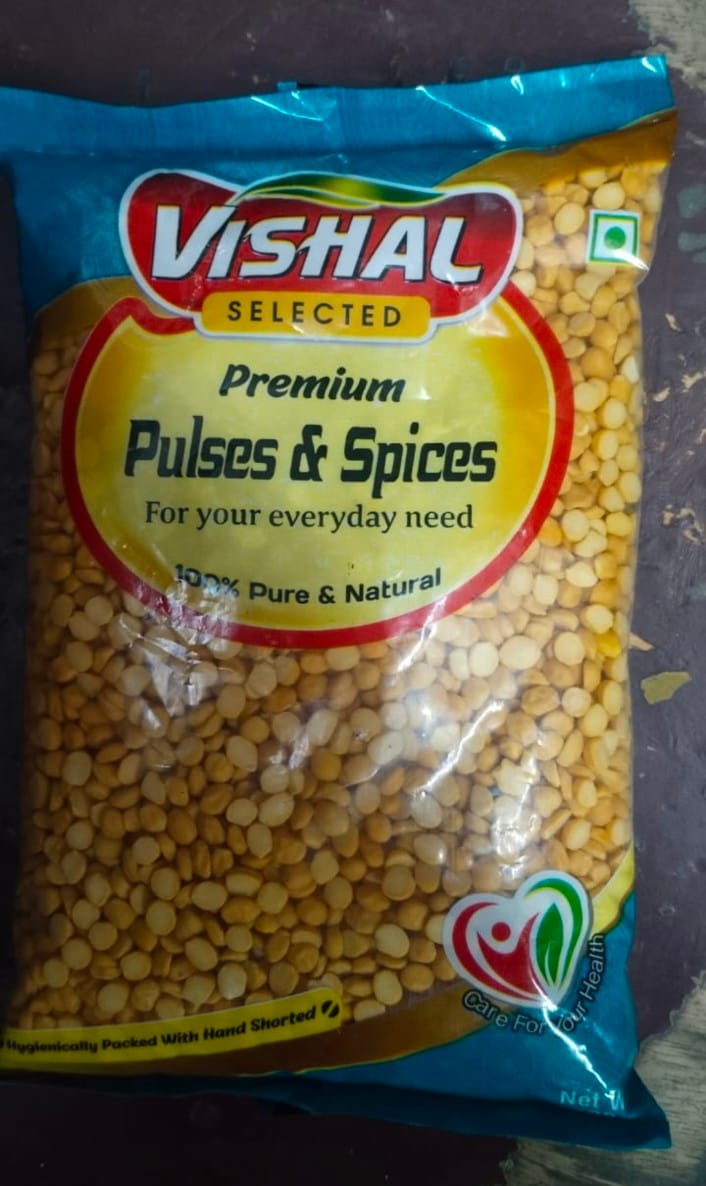 VISHAL
SELECTED
Premium
Pulses & Spices
For your everyday need
100% Pure & Natural
Care For Your Health
Hygienically Packed With Hand Shorted
Net